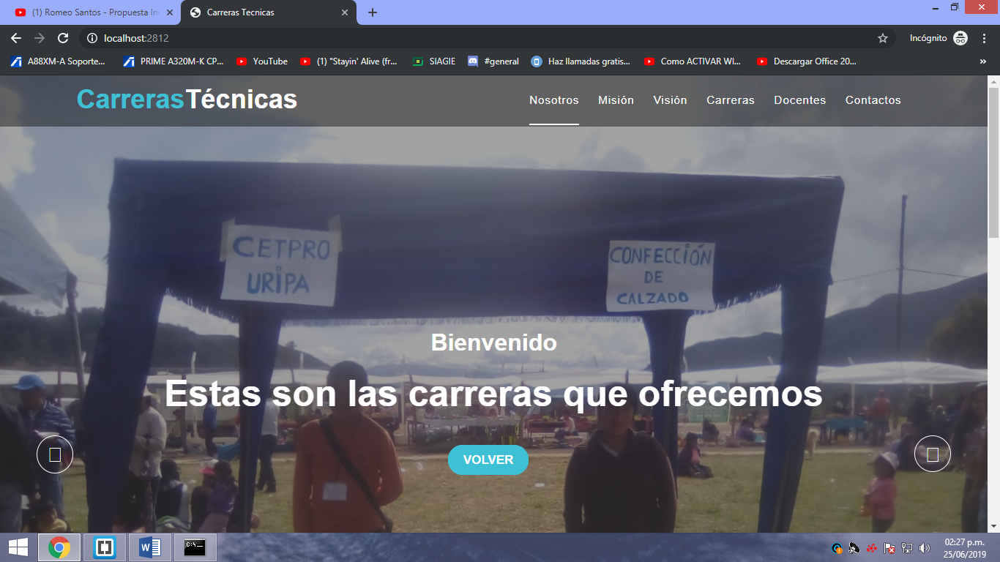 (1) Romeo Santos - Propuesta In
Carreras Tecnicas
localhost:2812
Incógnito
A88XM-A Soporte...
PRIME A320M-K CP...
YouTube
(1) "Stayin' Alive (fr...
SIAGIE
#general
Haz llamadas gratis...
Como ACTIVAR WI...
Descargar Office 20...
»
CarrerasTécnicas
Nosotros
Misión
Visión
Carreras
Docentes
Contactos
CETPRO
URIPA
CONFECCIÓN
DE
CALZADO
Bienvenido
Estas son las carreras que ofrecemos
VOLVER
02:27 p.m.
25/06/2019